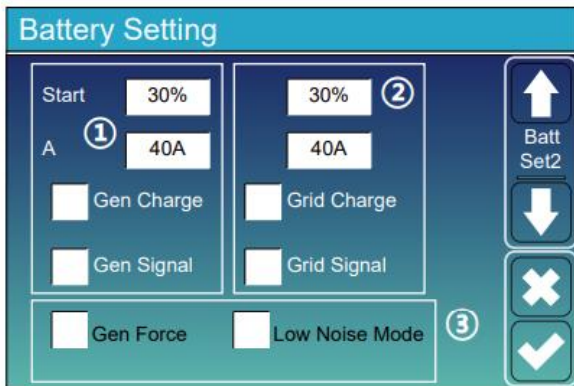 Battery Setting
Start 30% 30% ②
A ① 40A 40A
Gen Charge Grid Charge
Gen Signal Grid Signal
Gen Force Low Noise Mode ③
Batt
Set2